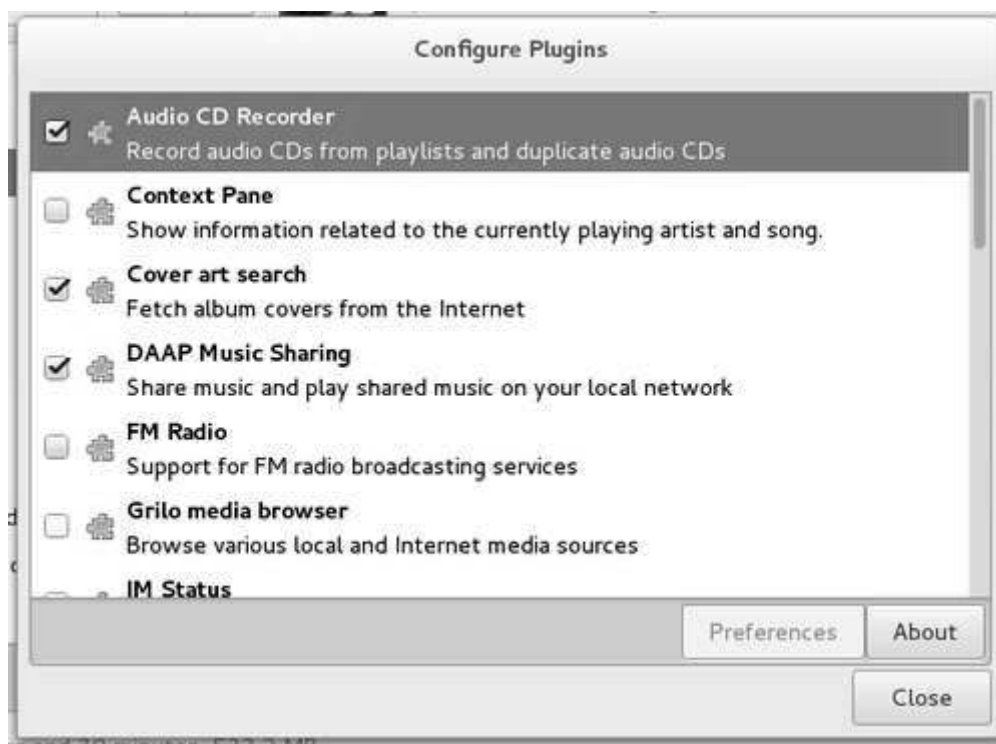 Configure Plugins
Audio CD Recorder
Record audio CDs from playlists and duplicate audio CDs
Context Pane
Show information related to the currently playing artist and song.
Cover art search
Fetch album covers from the Internet
DAAP Music Sharing
Share music and play shared music on your local network
FM Radio
Support for FM radio broadcasting services
Grilo media browser
Browse various local and Internet media sources
IM Status
Preferences
About
Close